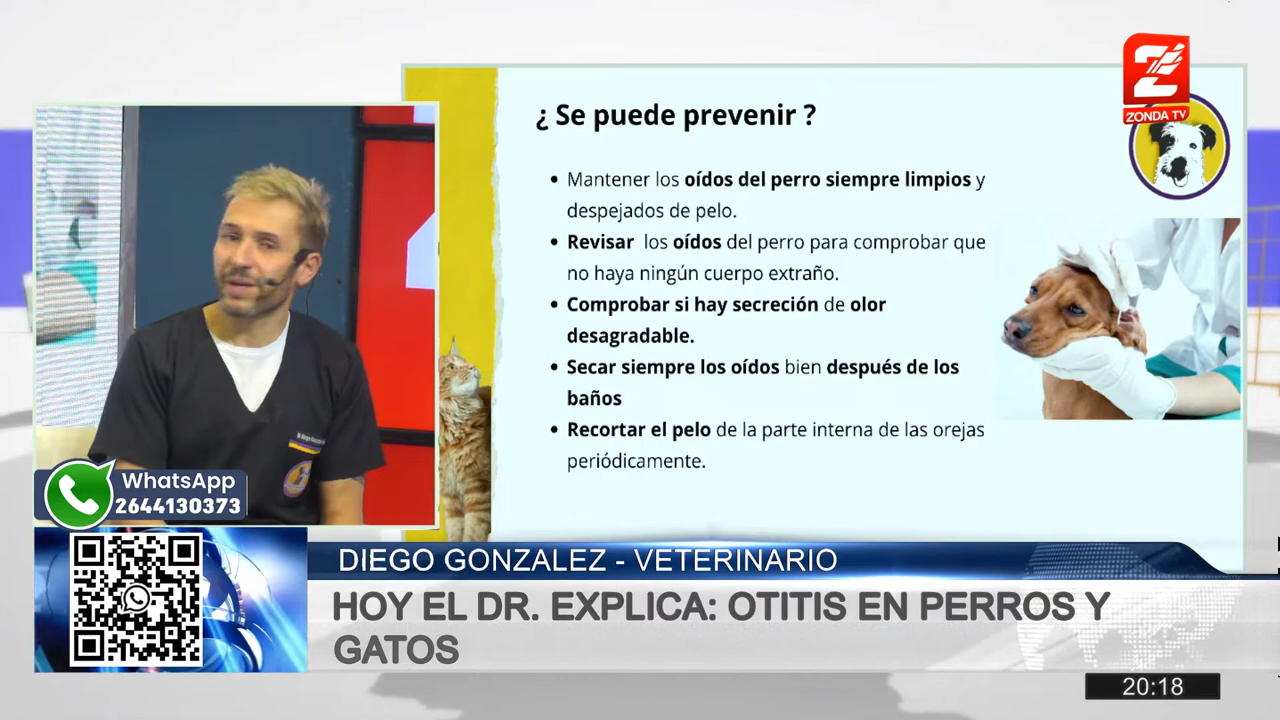 ¿ Se puede prevenir ?
ZONDA TV
Mantener los oídos del perro siempre limpios y
despejados de pelo.
Revisar los oídos del perro para comprobar que
no haya ningún cuerpo extraño.
Comprobar si hay secreción de olor
desagradable.
Secar siempre los oídos bien después de los
baños
Recortar el pelo de la parte interna de las orejas
periódicamente.
WhatsApp
2644130373
DIEGO GONZALEZ - VETERINARIO
HOY EL DR. EXPLICA: OTITIS EN PERROS Y
GATOS
20:18